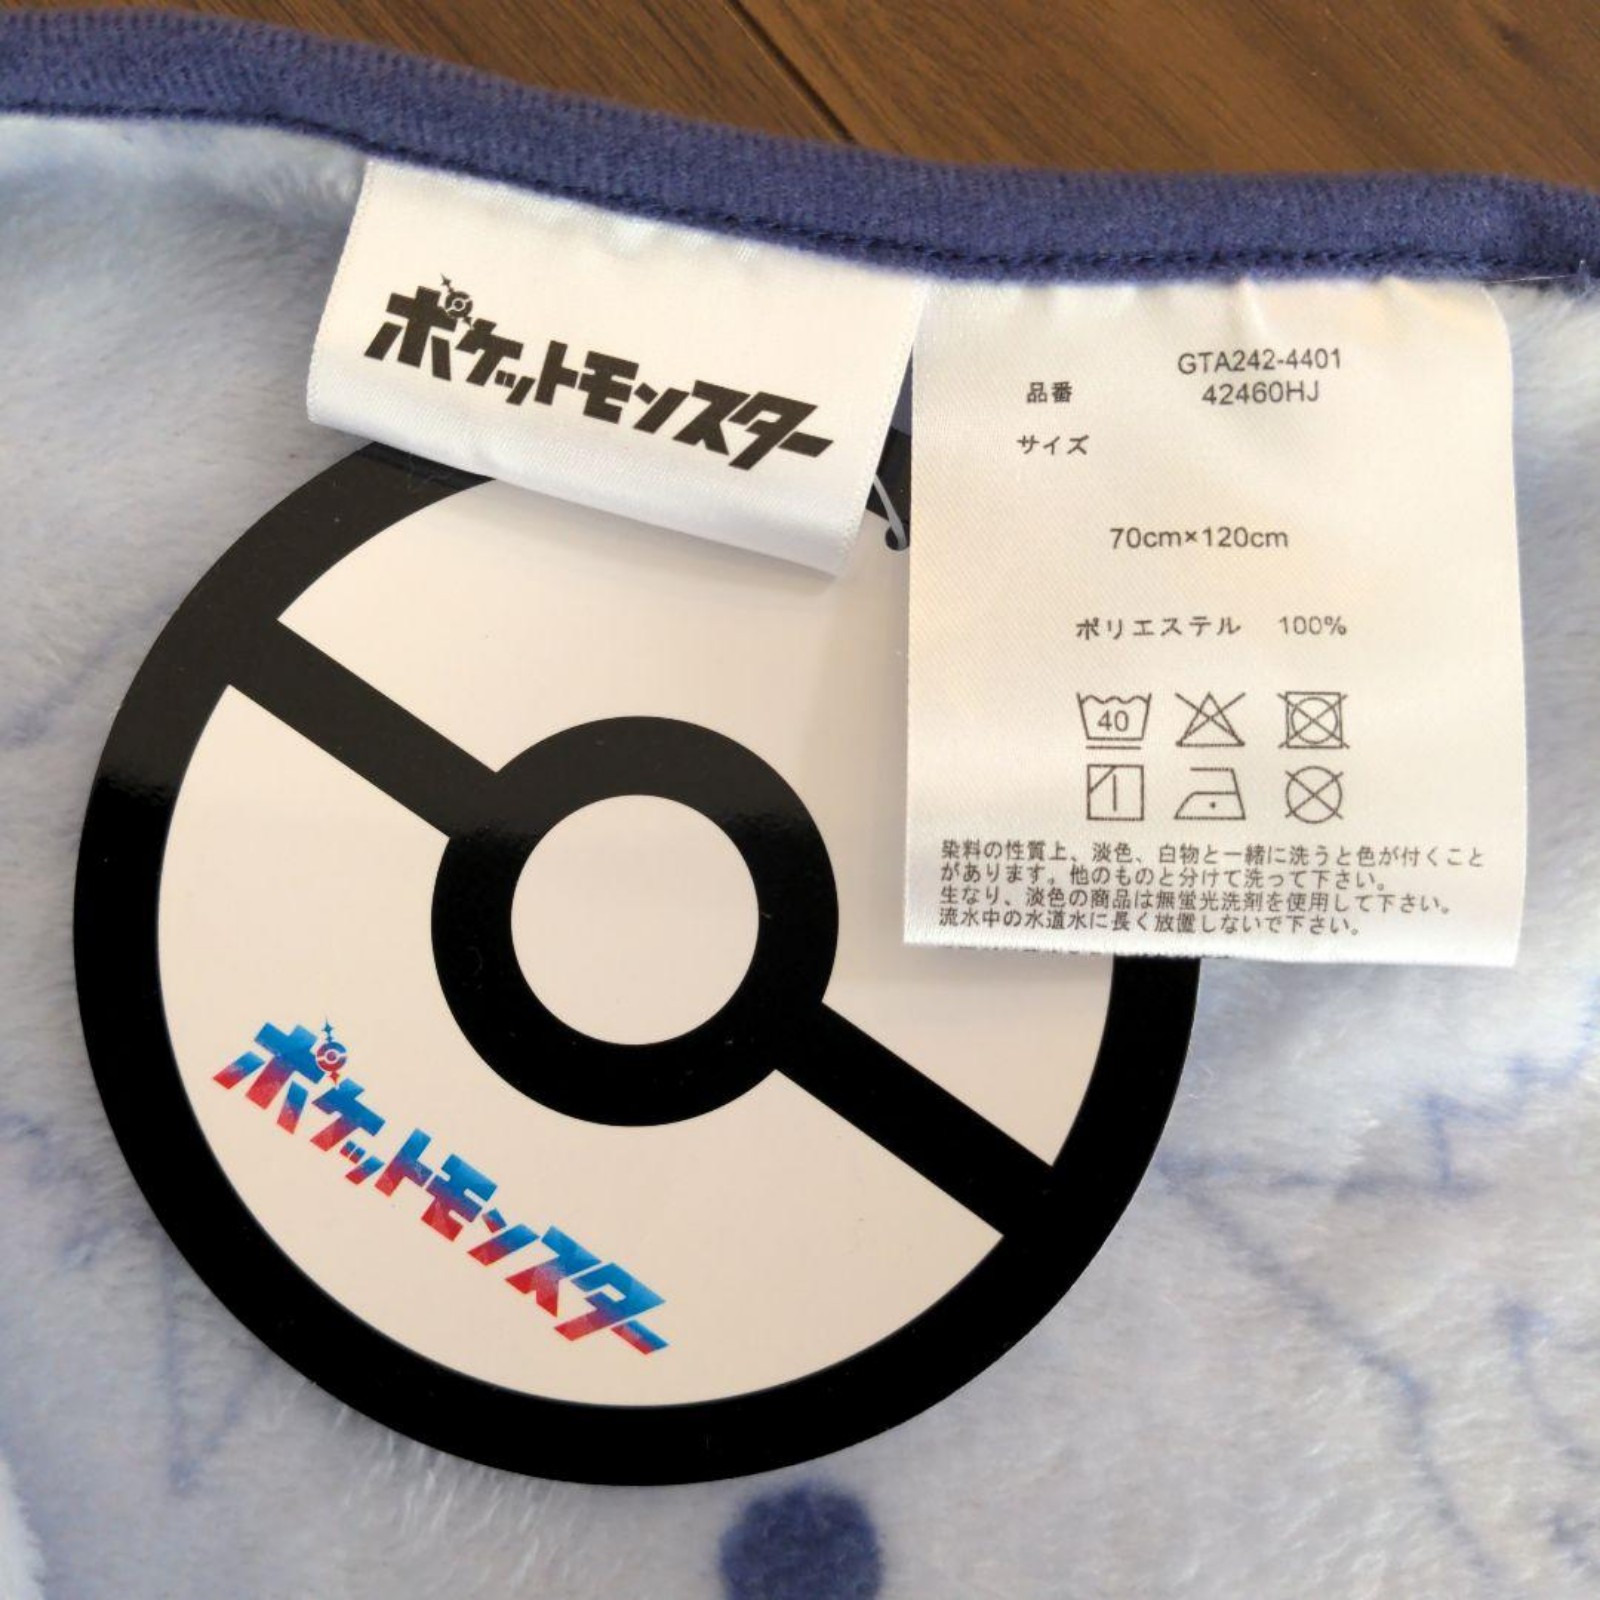 ポケットモンスター
GTA242-4401
品番 42460HJ
サイズ
70cm×120cm
ポリエステル 100%
40
染料の性質上、淡色、白物と一緒に洗うと色が付くこと
があります。他のものと分けて洗って下さい。
生なり、淡色の商品は無蛍光洗剤を使用して下さい。
流水中の水道水に長く放置しないで下さい。
ポケットモンスター